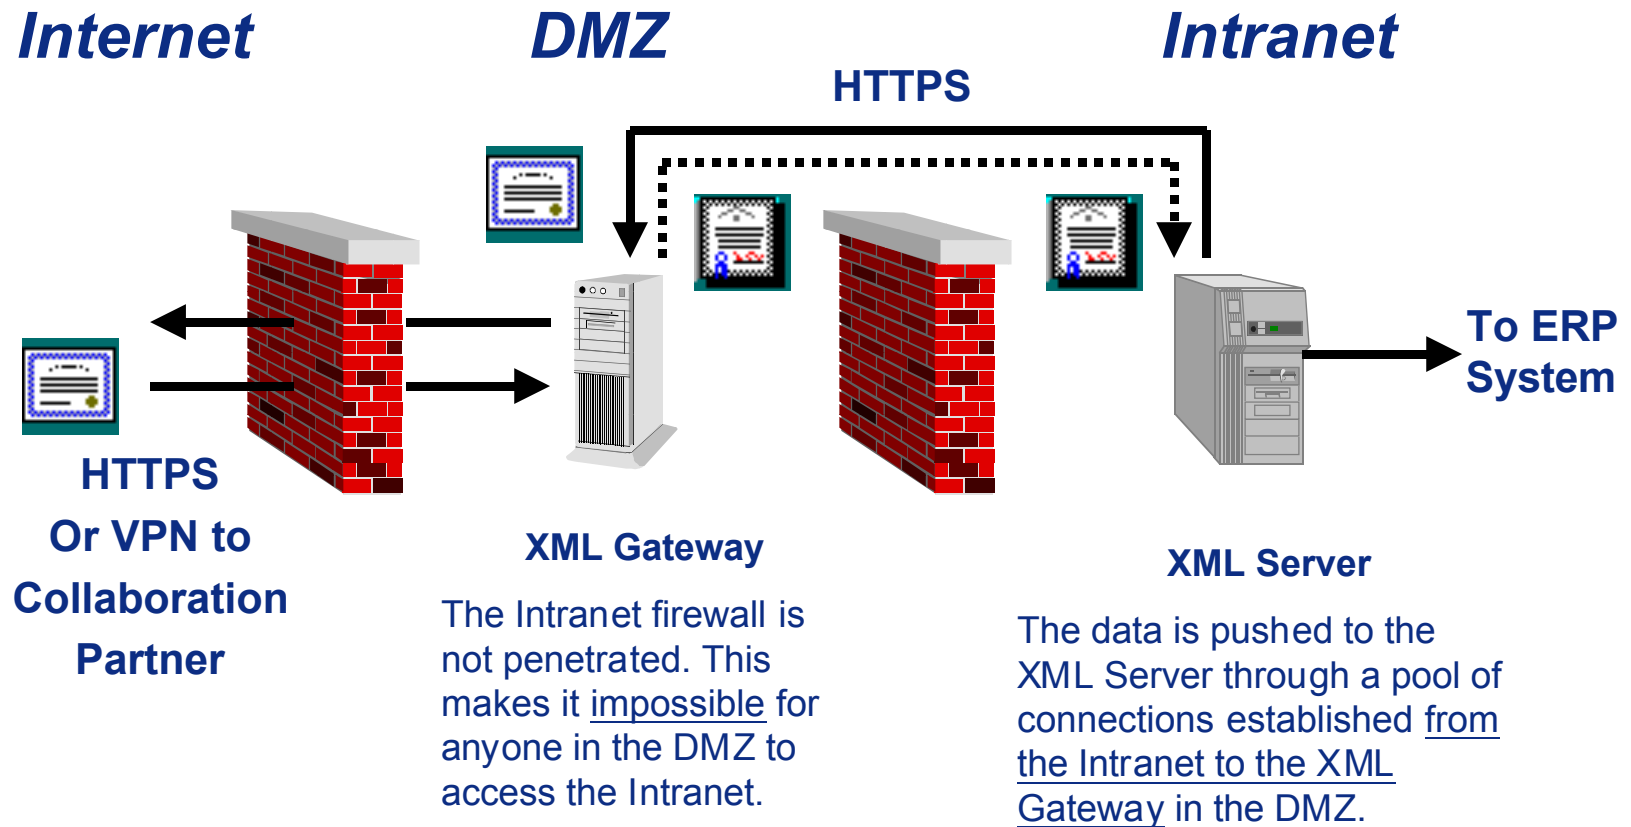 Internet
DMZ
Intranet
HTTPS
To ERP
System
HTTPS
Or VPN to
Collaboration
Partner
XML Gateway
The Intranet firewall is
not penetrated. This
makes it impossible for
anyone in the DMZ to
access the Intranet.
XML Server
The data is pushed to the
XML Server through a pool of
connections established from
the Intranet to the XML
Gateway in the DMZ.